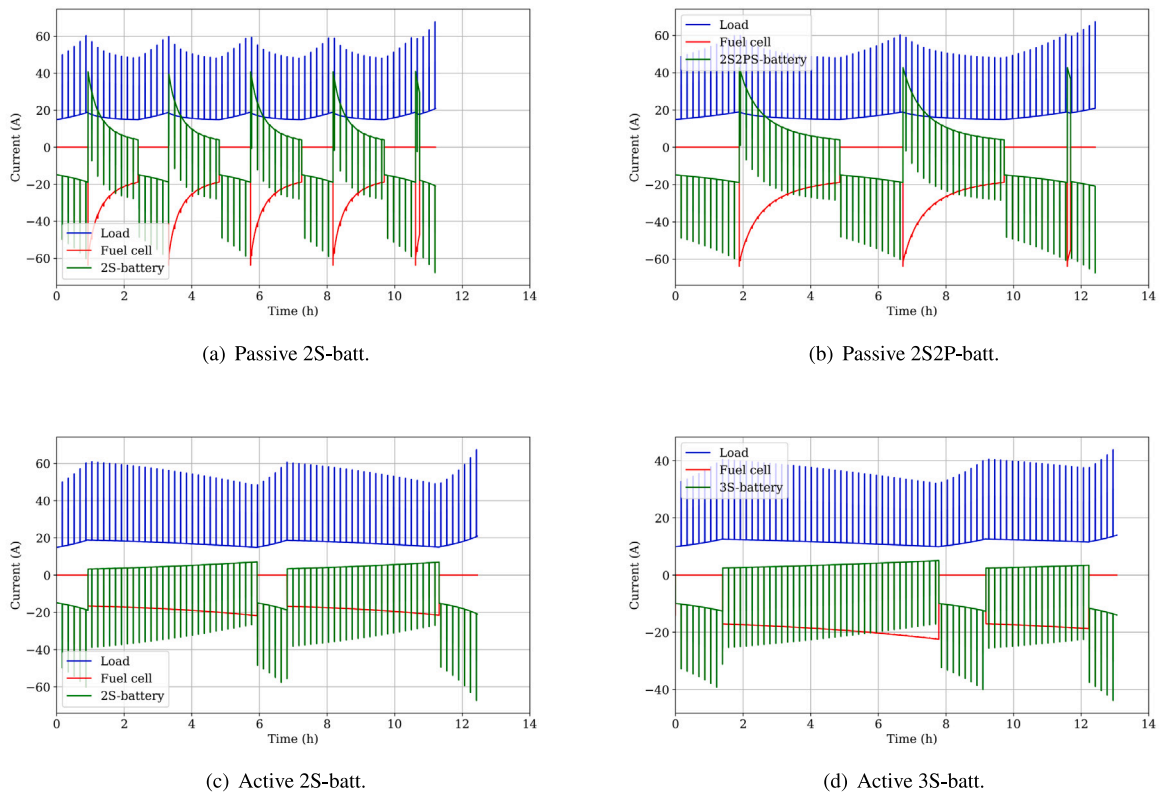 60
40
20
0
−20
−40
−60
Current (A)
Load
Fuel cell
2S-battery
0 2 4 6 8 10 12 14
Time (h)
(a) Passive 2S-batt.
60
40
20
0
−20
−40
−60
Current (A)
Load
Fuel cell
2S2PS-battery
0 2 4 6 8 10 12 14
Time (h)
(b) Passive 2S2P-batt.
60
40
20
0
−20
−40
−60
Current (A)
Load
Fuel cell
2S-battery
0 2 4 6 8 10 12 14
Time (h)
(c) Active 2S-batt.
40
20
0
−20
−40
Current (A)
Load
Fuel cell
3S-battery
0 2 4 6 8 10 12 14
Time (h)
(d) Active 3S-batt.